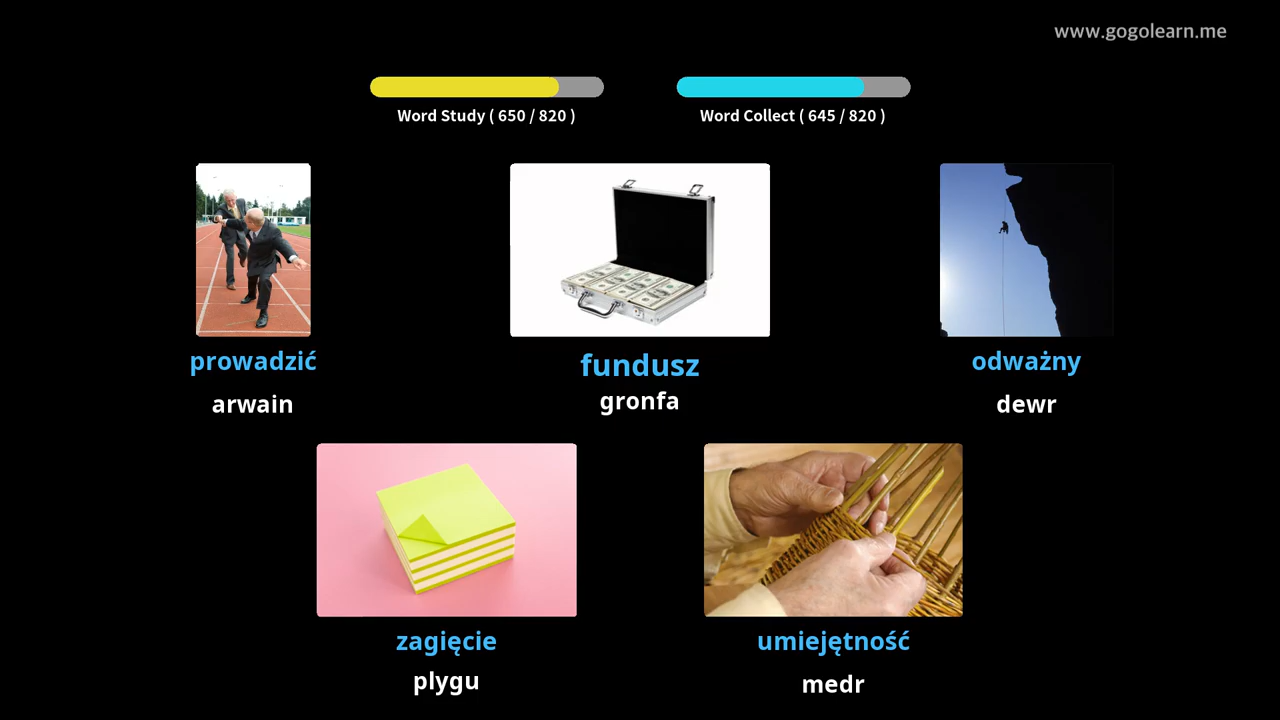 www.gogolearn.me
Word Study ( 650 / 820 )
Word Collect ( 645 / 820 )
prowadzić
arwain
fundusz
gronfa
odważny
dewr
zagięcie
plygu
umiejętność
medr